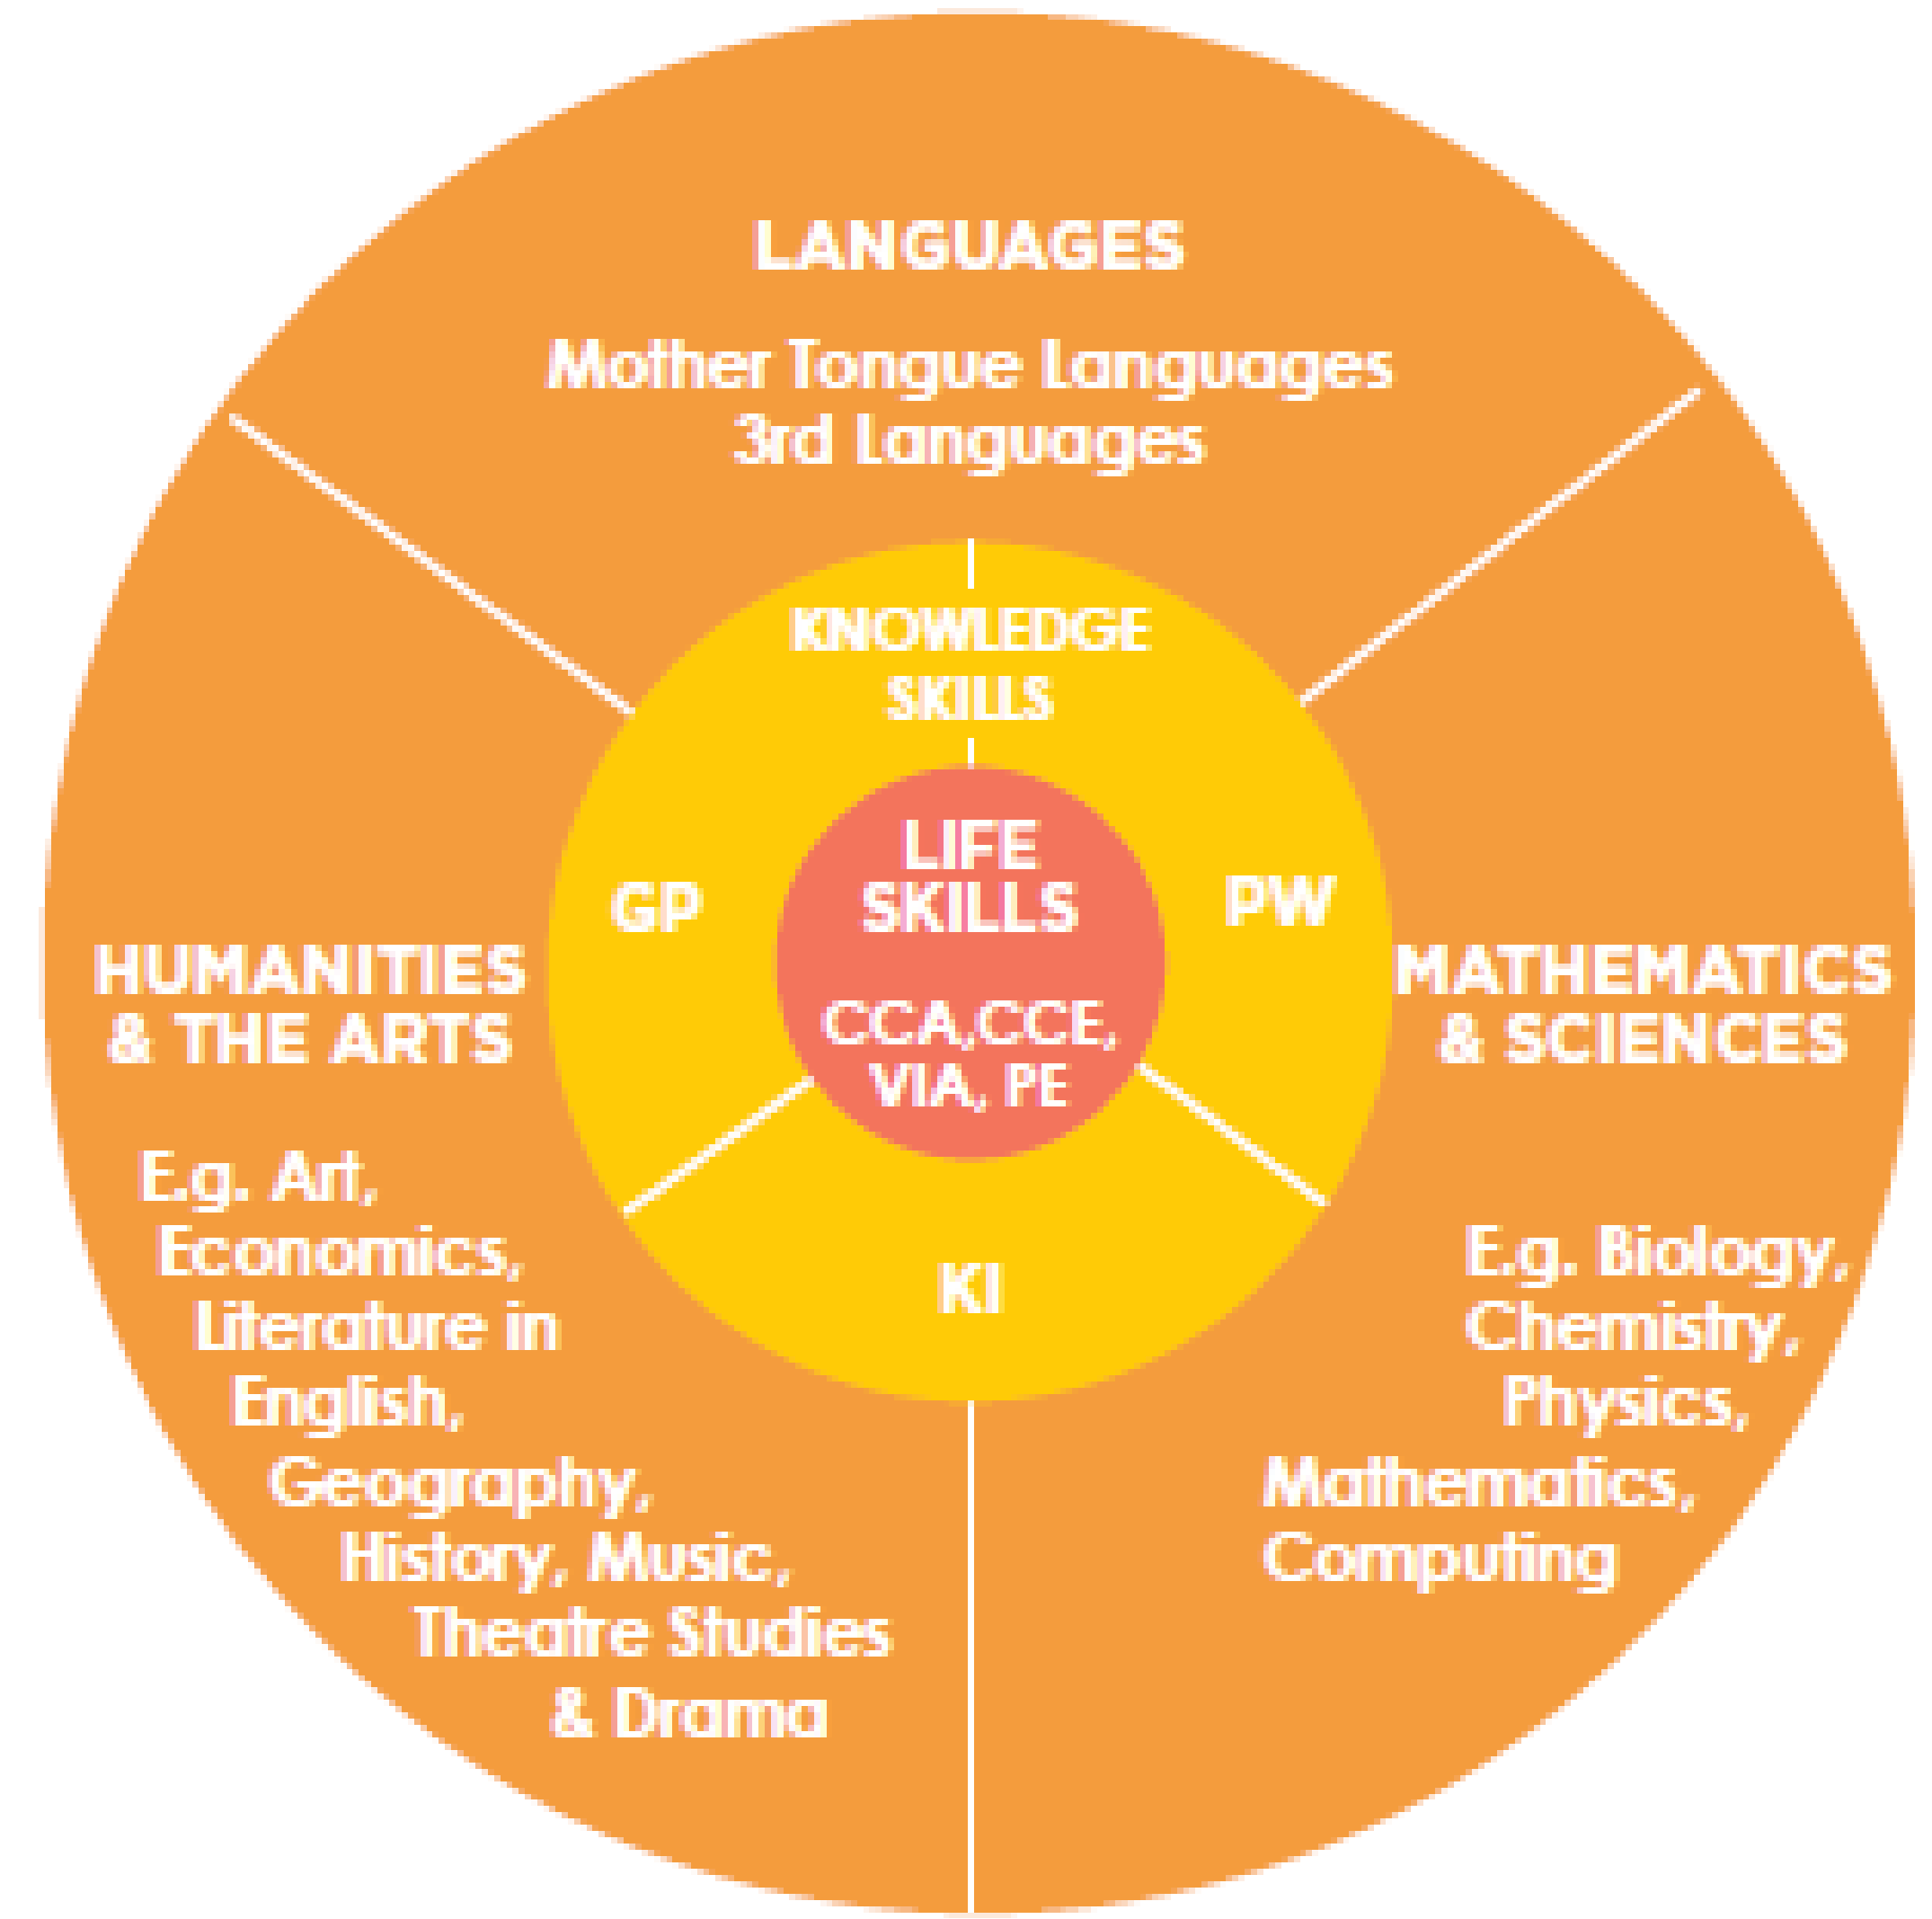 LANGUAGES
Mother Tongue Languages
3rd Languages
KNOWLEDGE
SKILLS
LIFE
SKILLS
CCA,CCE,
VIA, PE
GP
PW
KI
HUMANITIES
& THE ARTS
E.g. Art,
Economics,
Literature in
English,
Geography,
History, Music,
Theatre Studies
& Drama
MATHEMATICS
& SCIENCES
E.g. Biology,
Chemistry,
Physics,
Mathematics,
Computing